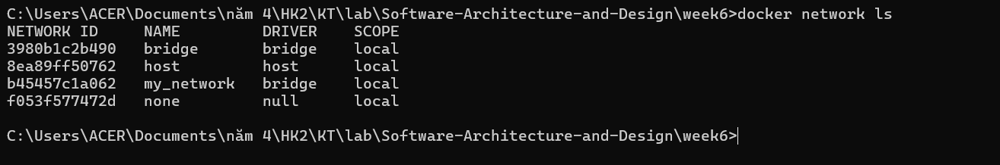 C:\Users\ACER\Documents\năm 4\HK2\KT\lab\Software-Architecture-and-Design\week6>docker network ls
NETWORK ID     NAME         DRIVER    SCOPE
3980b1c2b490   bridge       bridge    local
8ea89ff50762   host         host      local
b45457c1a062   my_network   bridge    local
f053f577472d   none         null      local
C:\Users\ACER\Documents\năm 4\HK2\KT\lab\Software-Architecture-and-Design\week6>